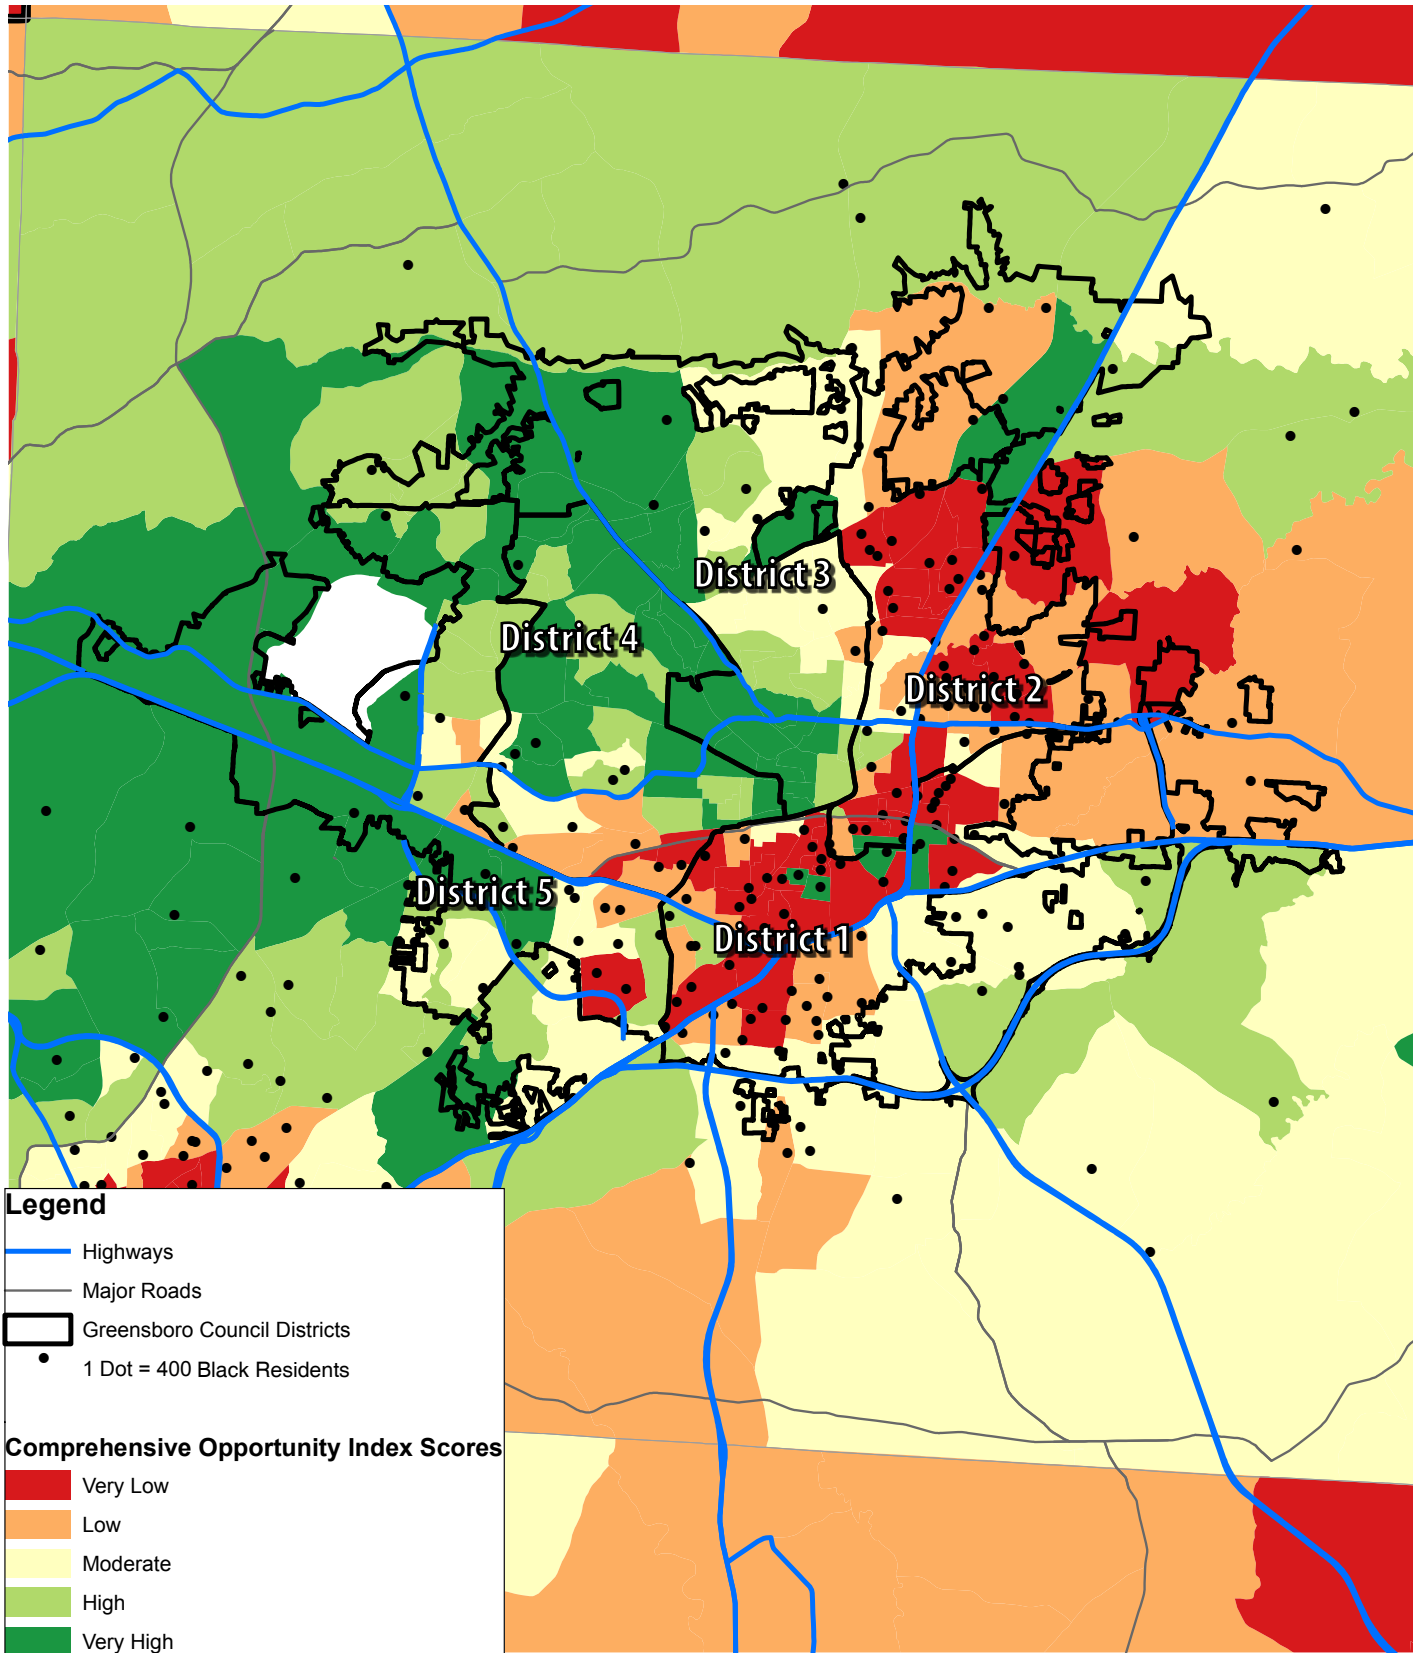 District 3
District 4
District 2
District 5
District 1
Legend
Highways
Major Roads
Greensboro Council Districts
1 Dot = 400 Black Residents
Comprehensive Opportunity Index Scores
Very Low
Low
Moderate
High
Very High